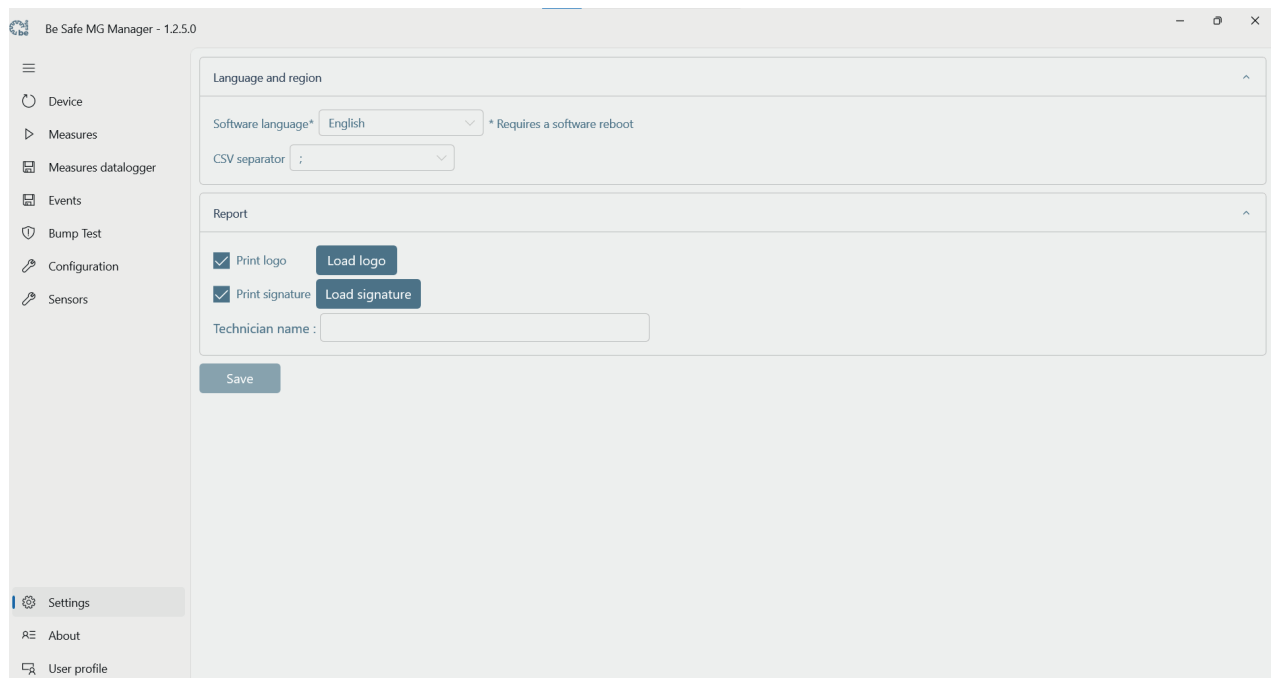 be
Be Safe MG Manager - 1.2.5.0
Device
Measures
Measures datalogger
Events
Bump Test
Configuration
Sensors
Settings
About
User profile
Language and region
Software language* English * Requires a software reboot
CSV separator ;
Report
Print logo Load logo
Print signature Load signature
Technician name :
Save